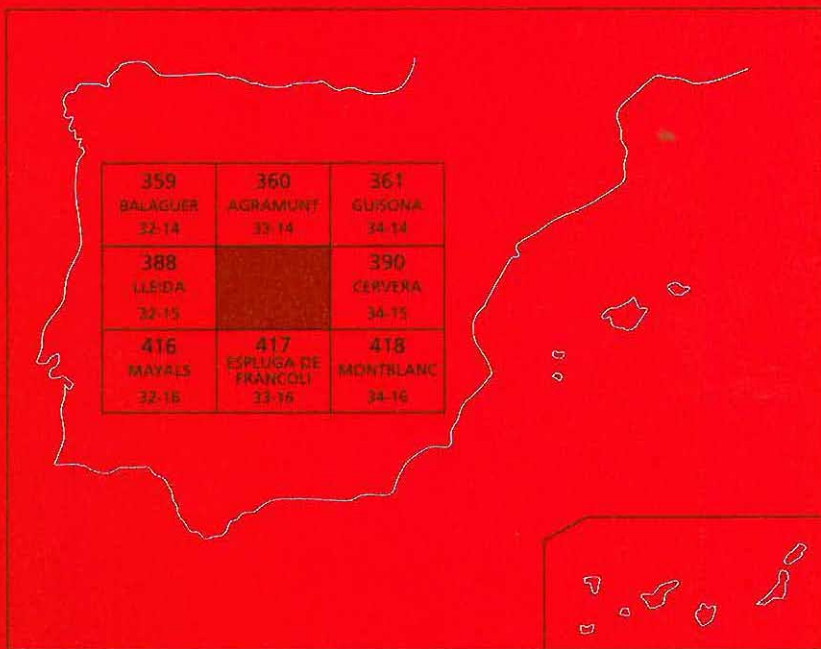 359
BALAGUER
32-14
360
AGRAMUNT
33-14
361
GUISONA
34-14
388
LLEIDA
32-15
390
CERVERA
34-15
416
MAYALS
32-16
417
ESPLUGA DE
FRANCOLI
33-16
418
MONTBLANC
34-16